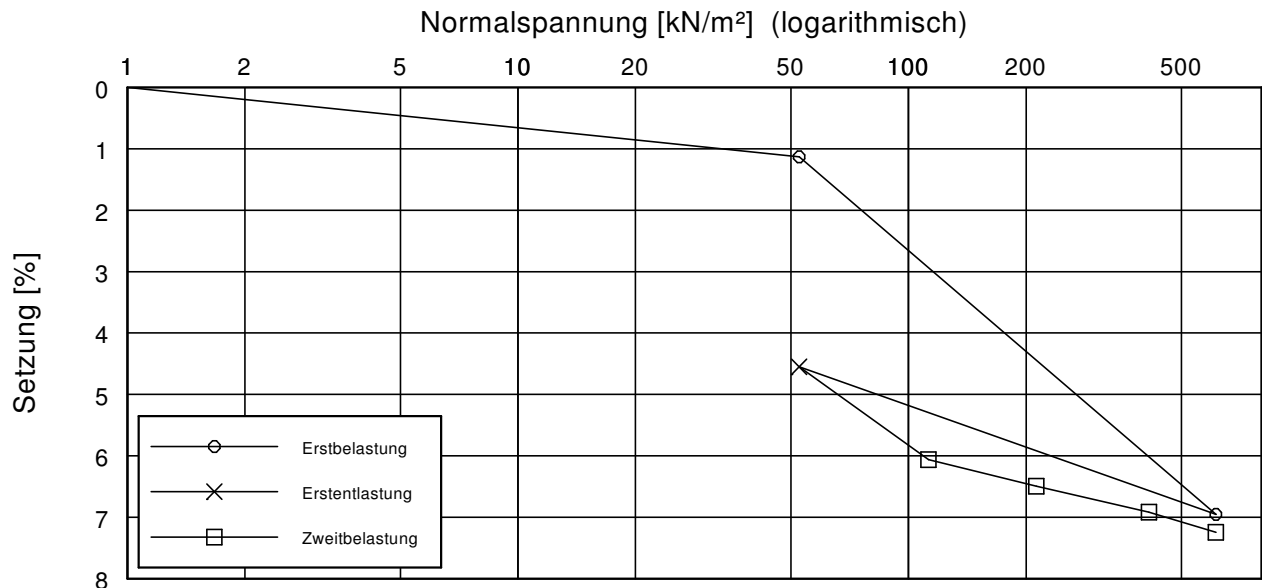 Normalspannung [kN/m²] (logarithmisch)
1 2 5 10 20 50 100 200 500
0
1
2
3
4
5
6
7
8
Setzung [%]
Erstbelastung
Erstentlastung
Zweitbelastung